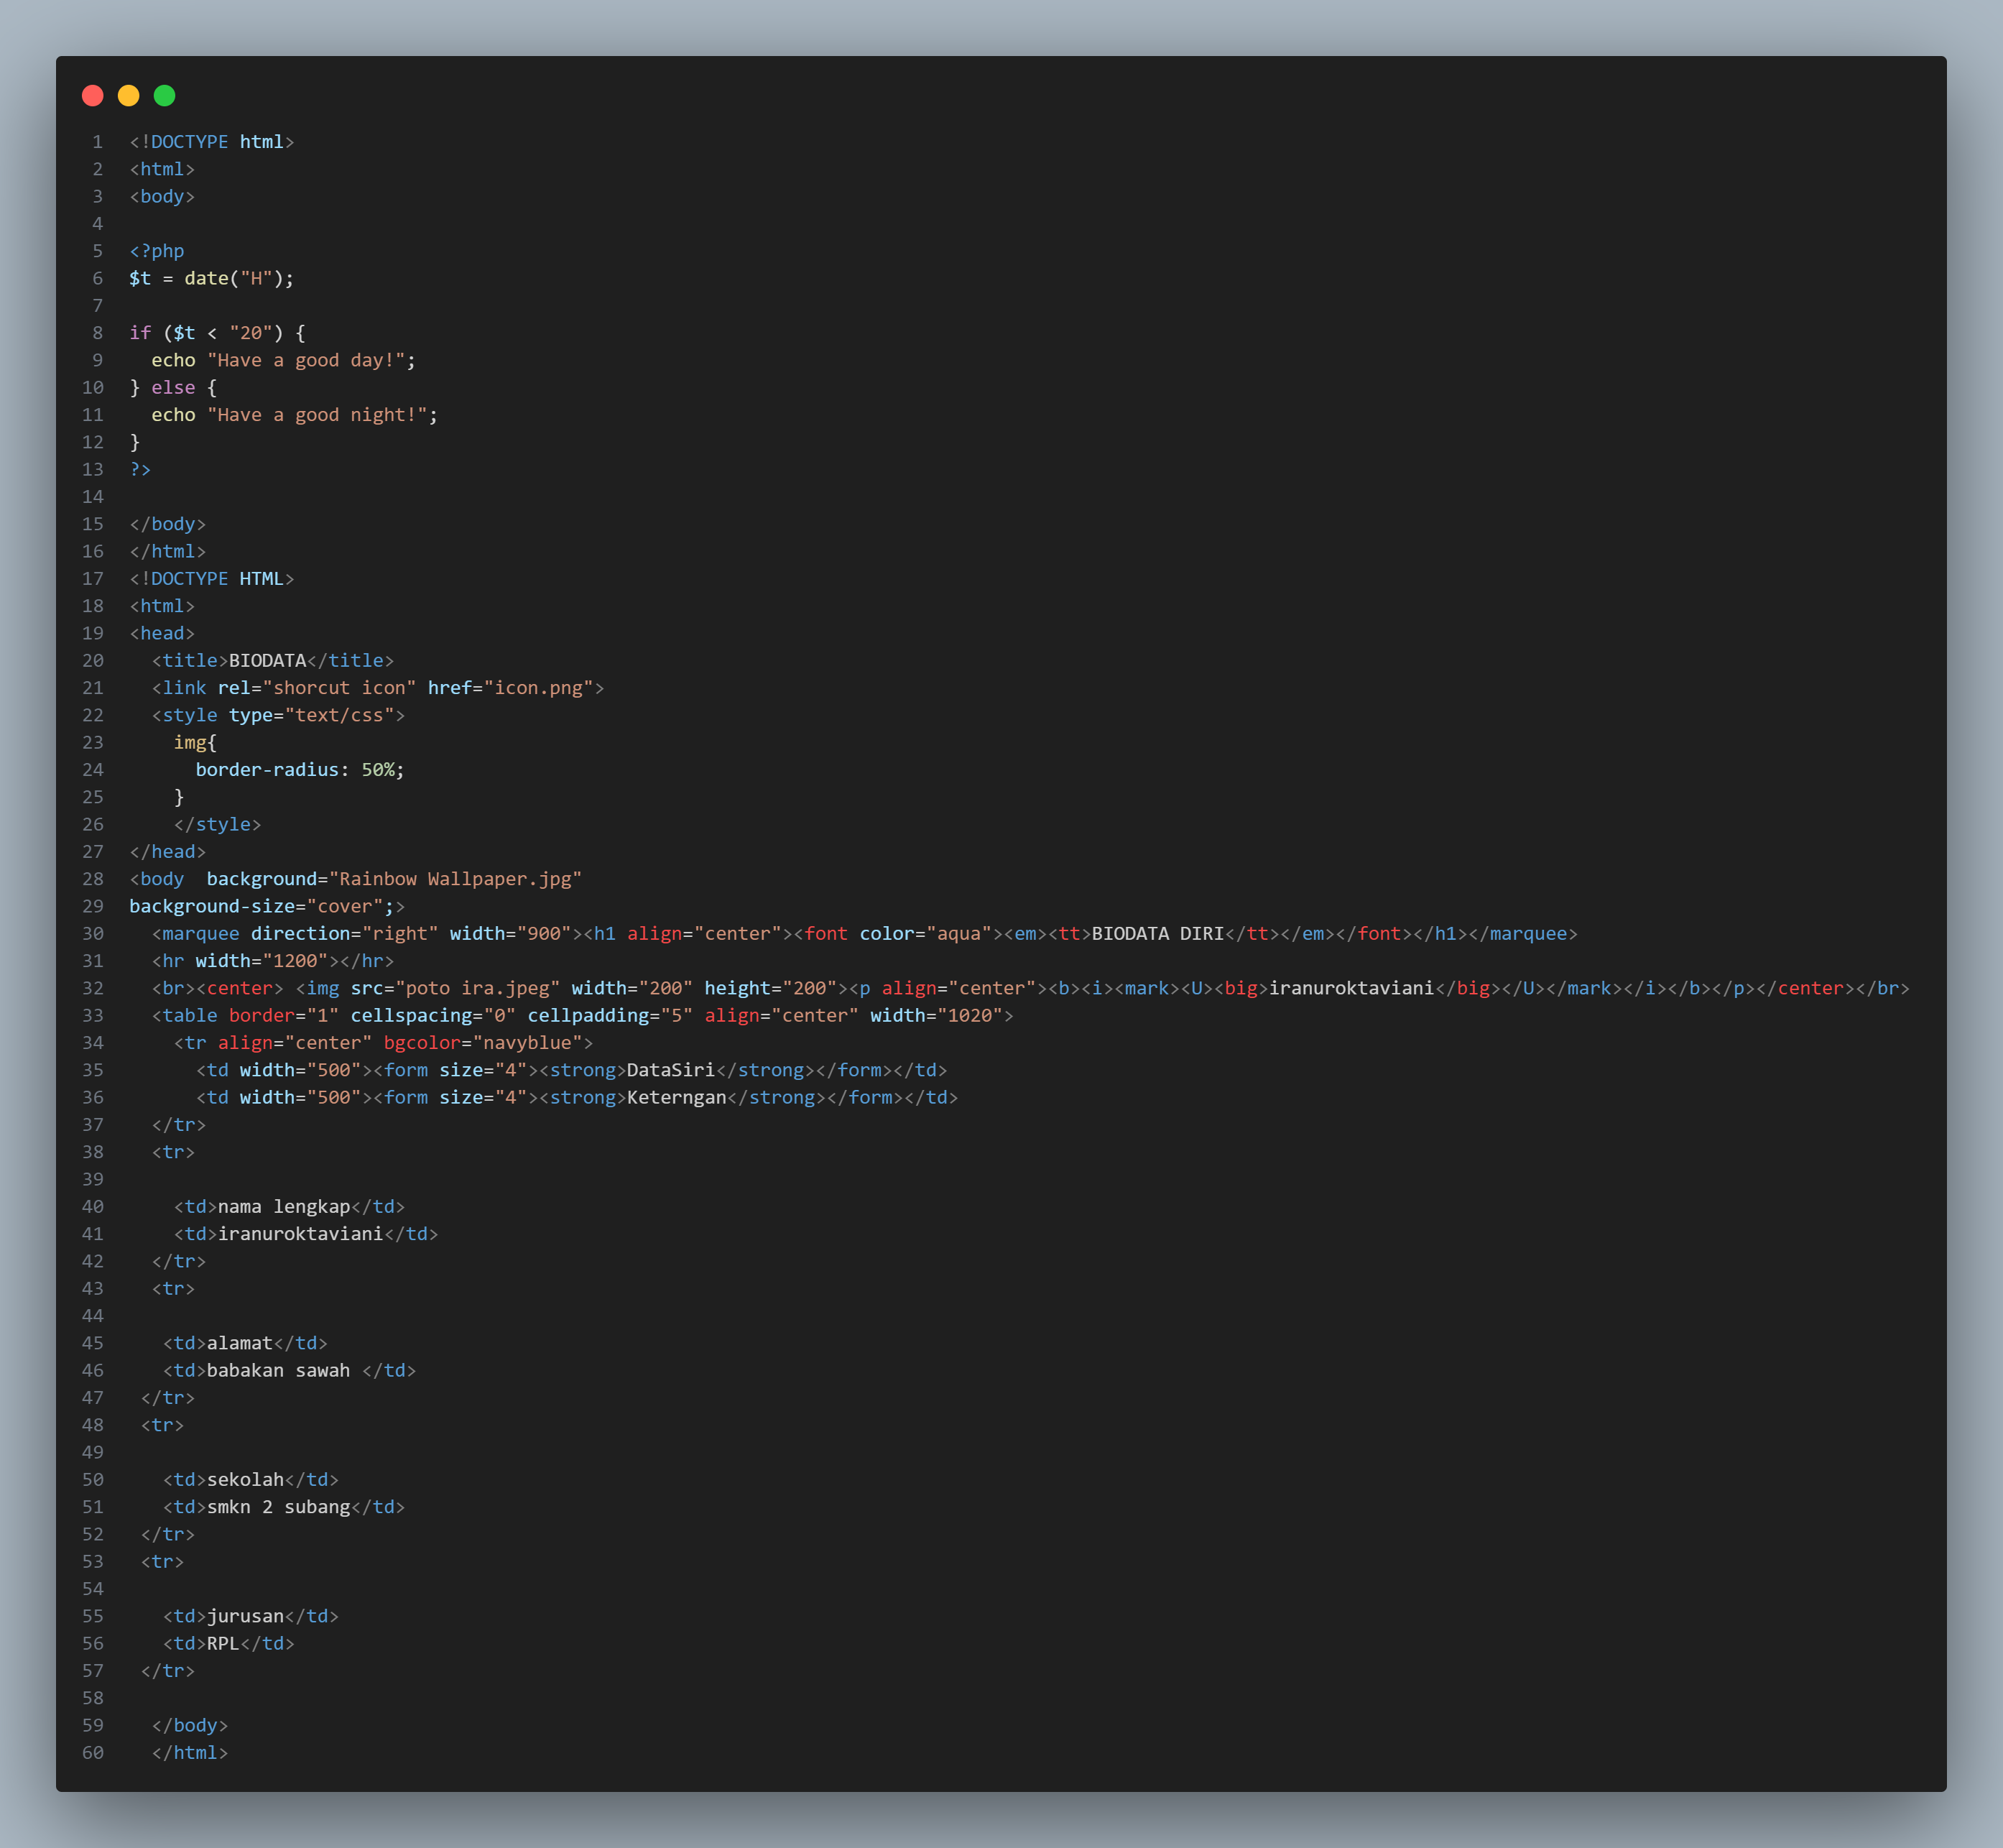 1 <!DOCTYPE html>
2 <html>
3 <body>
4
5 <?php
6 $t = date("H");
7
8 if ($t < "20") {
9   echo "Have a good day!";
10 } else {
11   echo "Have a good night!";
12 }
13 ?>
14
15 </body>
16 </html>
17 <!DOCTYPE HTML>
18 <html>
19 <head>
20   <title>BIODATA</title>
21   <link rel="shorcut icon" href="icon.png">
22   <style type="text/css">
23     img{
24       border-radius: 50%;
25     }
26     </style>
27 </head>
28 <body  background="Rainbow Wallpaper.jpg"
29 background-size="cover";>
30   <marquee direction="right" width="900"><h1 align="center"><font color="aqua"><em><tt>BIODATA DIRI</tt></em></font></h1></marquee>
31   <hr width="1200"></hr>
32   <br><center> <img src="poto ira.jpeg" width="200" height="200"><p align="center"><b><i><mark><U><big>iranuroktaviani</big></U></mark></i></b></p></center></br>
33   <table border="1" cellspacing="0" cellpadding="5" align="center" width="1020">
34     <tr align="center" bgcolor="navyblue">
35       <td width="500"><form size="4"><strong>DataSiri</strong></form></td>
36       <td width="500"><form size="4"><strong>Keterngan</strong></form></td>
37   </tr>
38   <tr>
39
40     <td>nama lengkap</td>
41     <td>iranuroktaviani</td>
42   </tr>
43   <tr>
44
45    <td>alamat</td>
46    <td>babakan sawah </td>
47  </tr>
48  <tr>
49
50    <td>sekolah</td>
51    <td>smkn 2 subang</td>
52  </tr>
53  <tr>
54
55    <td>jurusan</td>
56    <td>RPL</td>
57  </tr>
58
59   </body>
60   </html>